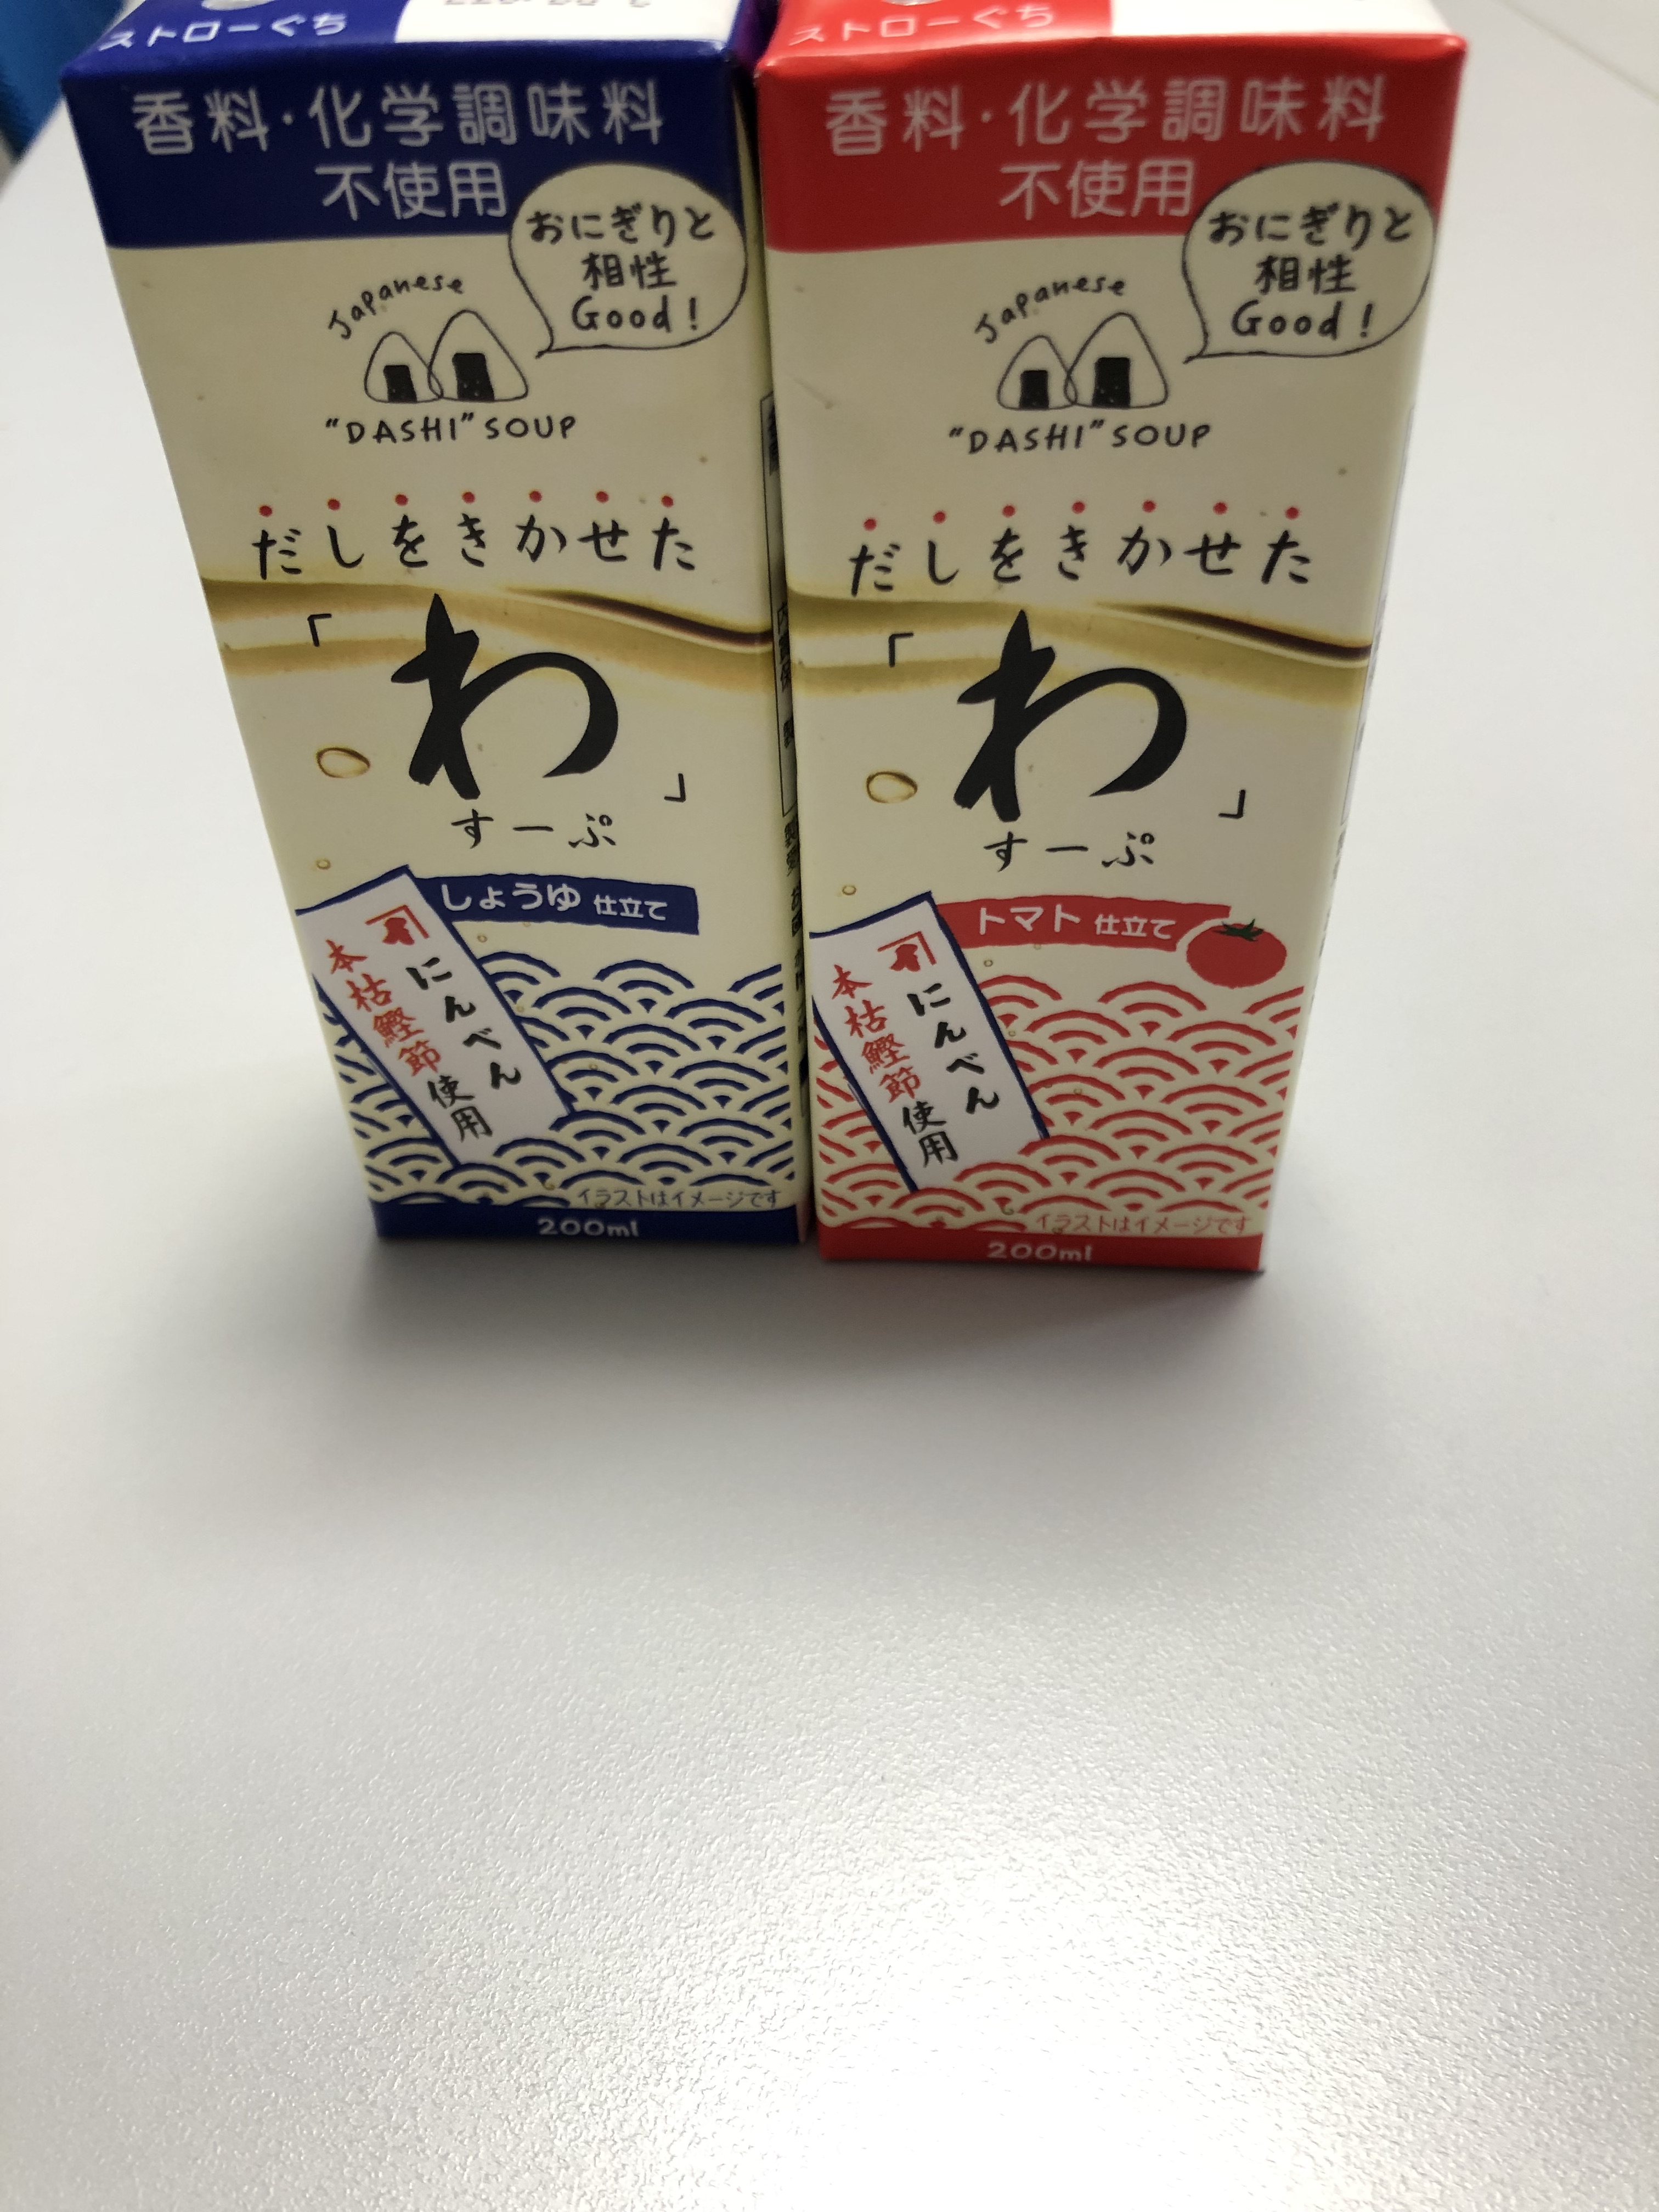 ストローぐち
香料・化学調味料
不使用
おにぎりと
相性
Good!
Japanese
"DASHI" SOUP
だしをきかせた
「わ」
すーぷ
しょうゆ 仕立て
にんべん
本枯鰹節使用
イラストはイメージです
200ml
ストローぐち
香料・化学調味料
不使用
おにぎりと
相性
Good!
Japanese
"DASHI" SOUP
だしをきかせた
「わ」
すーぷ
トマト 仕立て
にんべん
本枯鰹節使用
イラストはイメージです
200ml